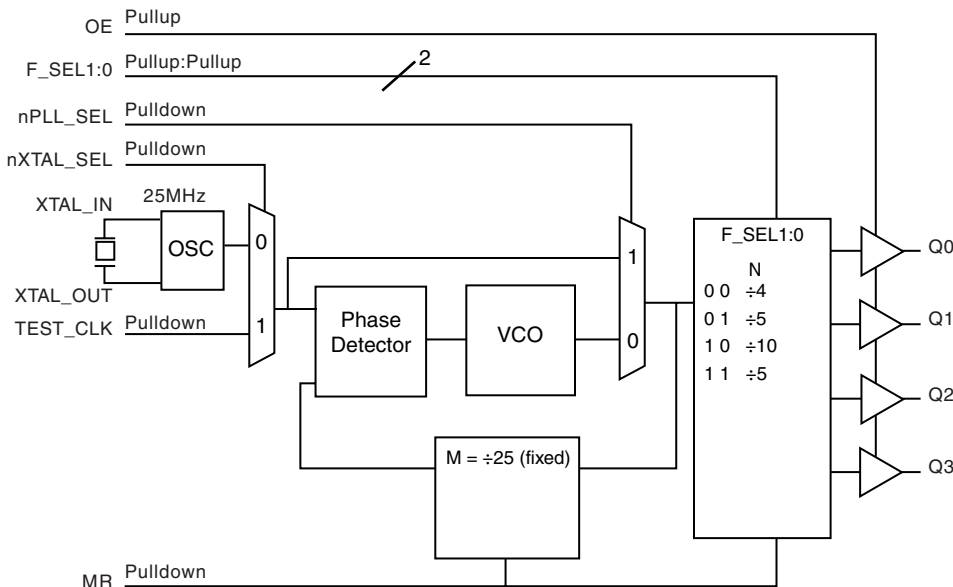 OE Pullup
F_SEL1:0 Pullup:Pullup 2
nPLL_SEL Pulldown
nXTAL_SEL Pulldown
XTAL_IN 25MHz
OSC
XTAL_OUT
TEST_CLK Pulldown
0
1
Phase
Detector
VCO
1
0
M = ÷25 (fixed)
F_SEL1:0
N
0 0 ÷4
0 1 ÷5
1 0 ÷10
1 1 ÷5
Q0
Q1
Q2
Q3
MR Pulldown